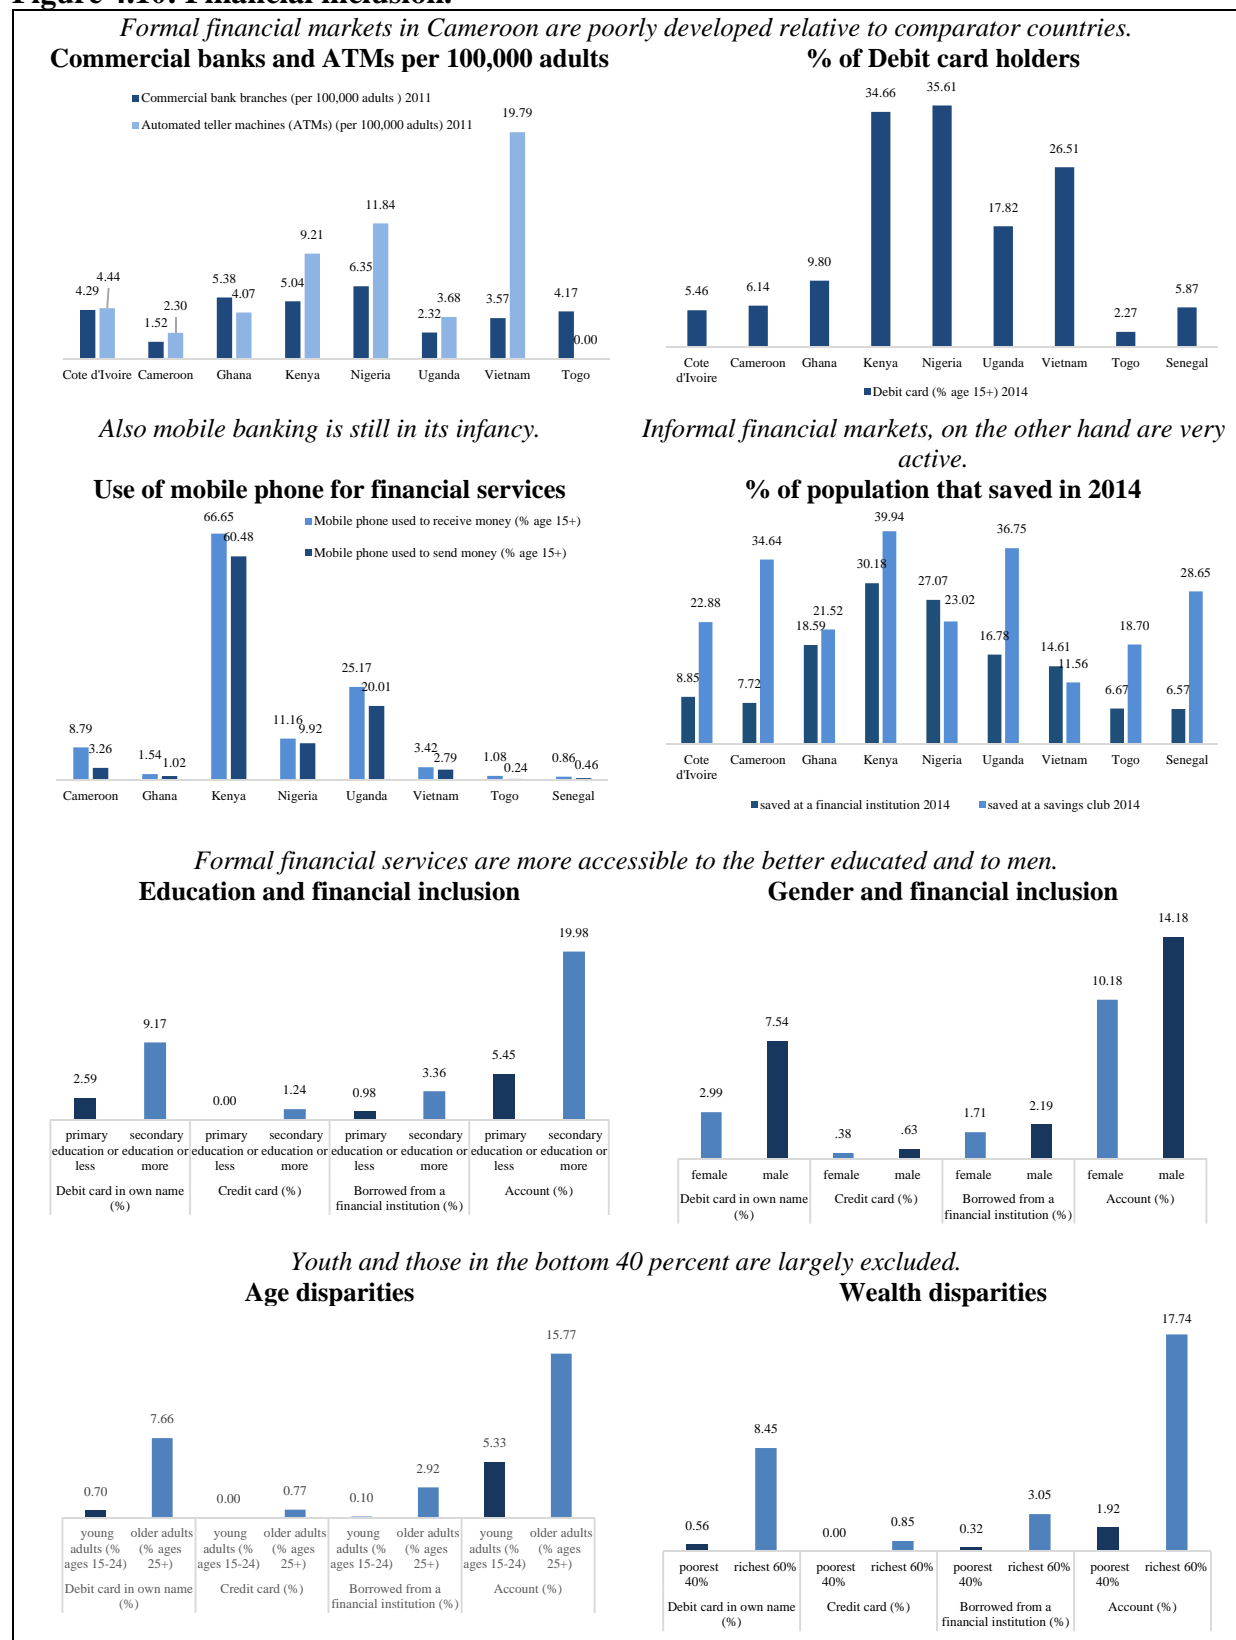 Figure 4.10: Financial inclusion.
Formal financial markets in Cameroon are poorly developed relative to comparator countries.
Commercial banks and ATMs per 100,000 adults
Commercial bank branches (per 100,000 adults ) 2011
Automated teller machines (ATMs) (per 100,000 adults) 2011
4.29 4.44 1.52 2.30 5.38 4.07 5.04 9.21 6.35 11.84 2.32 3.68 3.57 19.79 4.17 0.00
Cote d'Ivoire Cameroon Ghana Kenya Nigeria Uganda Vietnam Togo
% of Debit card holders
5.46 6.14 9.80 34.66 35.61 17.82 26.51 2.27 5.87
Cote Cameroon Ghana Kenya Nigeria Uganda Vietnam Togo Senegal
d'Ivoire
Debit card (% age 15+) 2014
Also mobile banking is still in its infancy.
Use of mobile phone for financial services
Mobile phone used to receive money (% age 15+)
Mobile phone used to send money (% age 15+)
8.79 3.26 1.54 1.02 66.65 60.48 11.16 9.92 25.17 20.01 3.42 2.79 1.08 0.24 0.86 0.46
Cameroon Ghana Kenya Nigeria Uganda Vietnam Togo Senegal
Informal financial markets, on the other hand are very
active.
% of population that saved in 2014
8.85 22.88 7.72 34.64 18.59 21.52 30.18 39.94 27.07 23.02 16.78 36.75 14.61 11.56 6.67 18.70 6.57 28.65
Cote Cameroon Ghana Kenya Nigeria Uganda Vietnam Togo Senegal
d'Ivoire
saved at a financial institution 2014 saved at a savings club 2014
Formal financial services are more accessible to the better educated and to men.
Education and financial inclusion
2.59 9.17 0.00 1.24 0.98 3.36 5.45 19.98
primary secondary primary secondary primary secondary primary secondary
education or education or education or education or education or education or education or education or
less more less more less more less more
Debit card in own name Credit card (%) Borrowed from a Account (%)
(%) financial institution (%)
Gender and financial inclusion
2.99 7.54 .38 .63 1.71 2.19 10.18 14.18
female male female male female male female male
Debit card in own name Credit card (%) Borrowed from a Account (%)
(%) financial institution (%)
Youth and those in the bottom 40 percent are largely excluded.
Age disparities
0.70 7.66 0.00 0.77 0.10 2.92 5.33 15.77
young older adults young older adults young older adults young older adults
adults (% (% ages adults (% (% ages adults (% (% ages adults (% (% ages
ages 15-24) 25+) ages 15-24) 25+) ages 15-24) 25+) ages 15-24) 25+)
Debit card in own name Credit card (%) Borrowed from a Account (%)
(%) financial institution (%)
Wealth disparities
0.56 8.45 0.00 0.85 0.32 3.05 1.92 17.74
poorest richest 60% poorest richest 60% poorest richest 60% poorest richest 60%
40% 40% 40% 40%
Debit card in own name Credit card (%) Borrowed from a Account (%)
(%) financial institution (%)